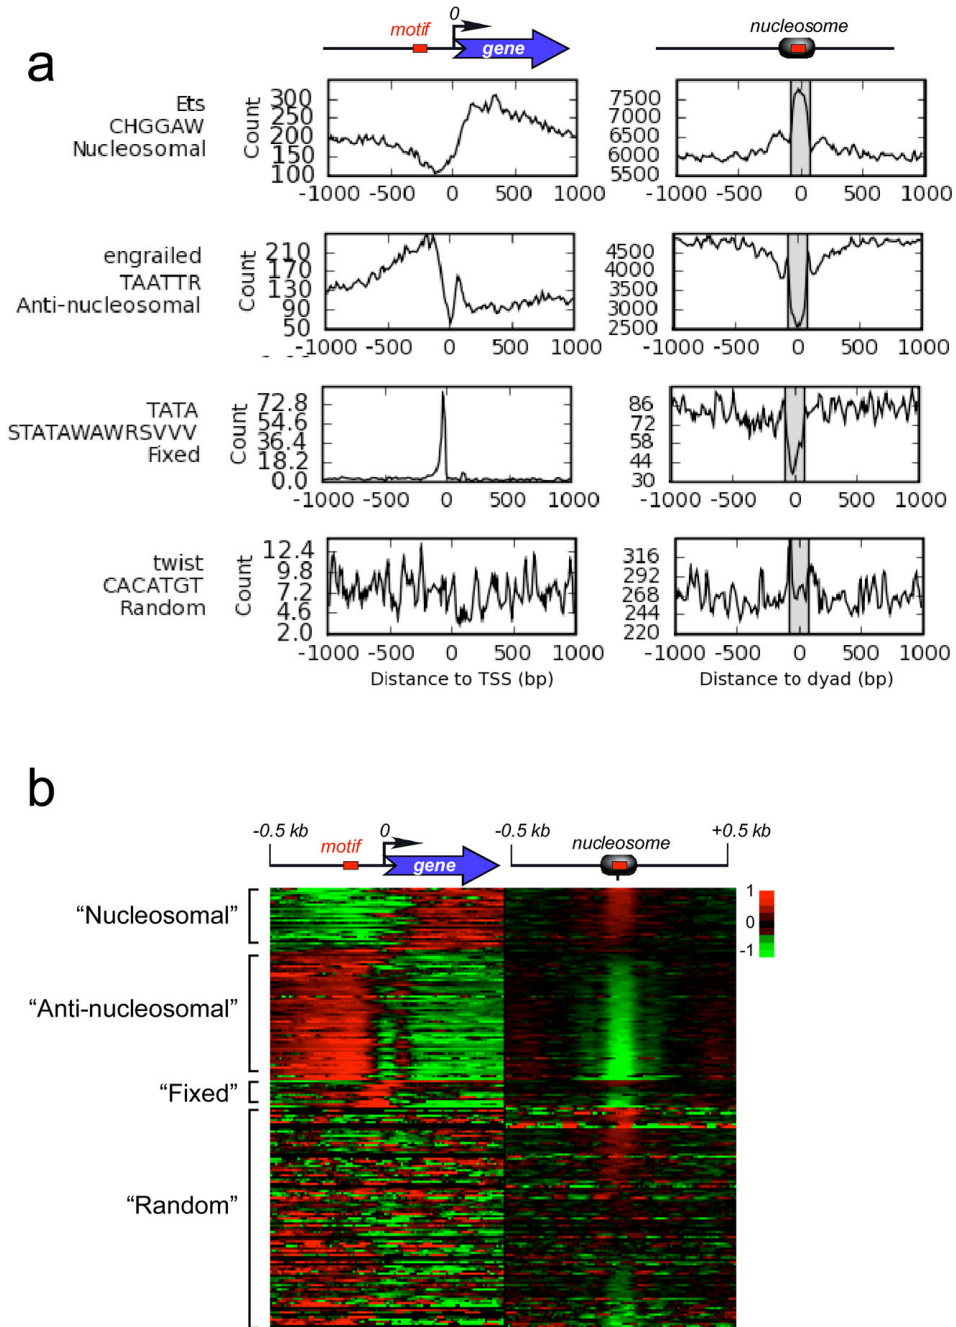 a
motif
0
gene
nucleosome
Ets
CHGGAW
Nucleosomal
Count
300
250
200
150
100
-1000 -500 0 500 1000
7500
7000
6500
6000
5500
-1000 -500 0 500 1000
engrailed
TAATTR
Anti-nucleosomal
Count
210
170
130
90
50
-1000 -500 0 500 1000
4500
4000
3500
3000
2500
-1000 -500 0 500 1000
TATA
STATAWAWRSVVV
Fixed
Count
72.8
54.6
36.4
18.2
0.0
-1000 -500 0 500 1000
86
72
58
44
30
-1000 -500 0 500 1000
twist
CACATGT
Random
Count
12.4
9.8
7.2
4.6
2.0
-1000 -500 0 500 1000
Distance to TSS (bp)
316
292
268
244
220
-1000 -500 0 500 1000
Distance to dyad (bp)
b
-0.5 kb
0
motif
gene
-0.5 kb
+0.5 kb
nucleosome
1
0
-1
“Nucleosomal”
“Anti-nucleosomal”
“Fixed”
“Random”